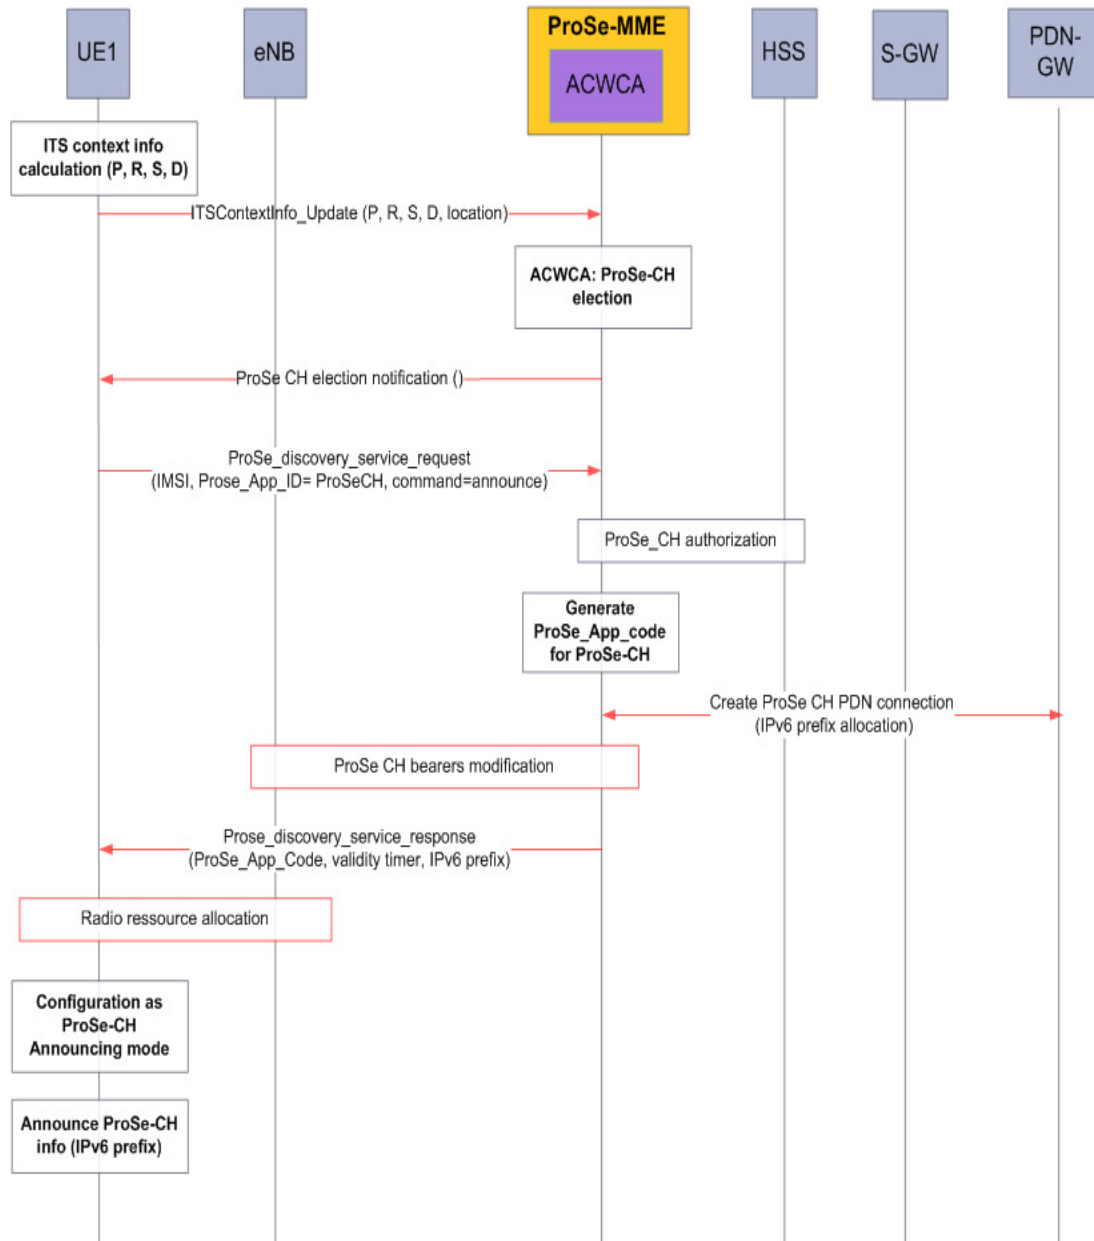 UE1
eNB
ProSe-MME
ACWCA
HSS
S-GW
PDN-
GW
ITS context info
calculation (P, R, S, D)
ITSContextInfo_Update (P, R, S, D, location)
ACWCA: ProSe-CH
election
ProSe CH election notification ()
ProSe_discovery_service_request
(IMSI, Prose_App_ID= ProSeCH, command=announce)
ProSe_CH authorization
Generate
ProSe_App_code
for ProSe-CH
Create ProSe CH PDN connection
(IPv6 prefix allocation)
ProSe CH bearers modification
Prose_discovery_service_response
(ProSe_App_Code, validity timer, IPv6 prefix)
Radio ressource allocation
Configuration as
ProSe-CH
Announcing mode
Announce ProSe-CH
info (IPv6 prefix)